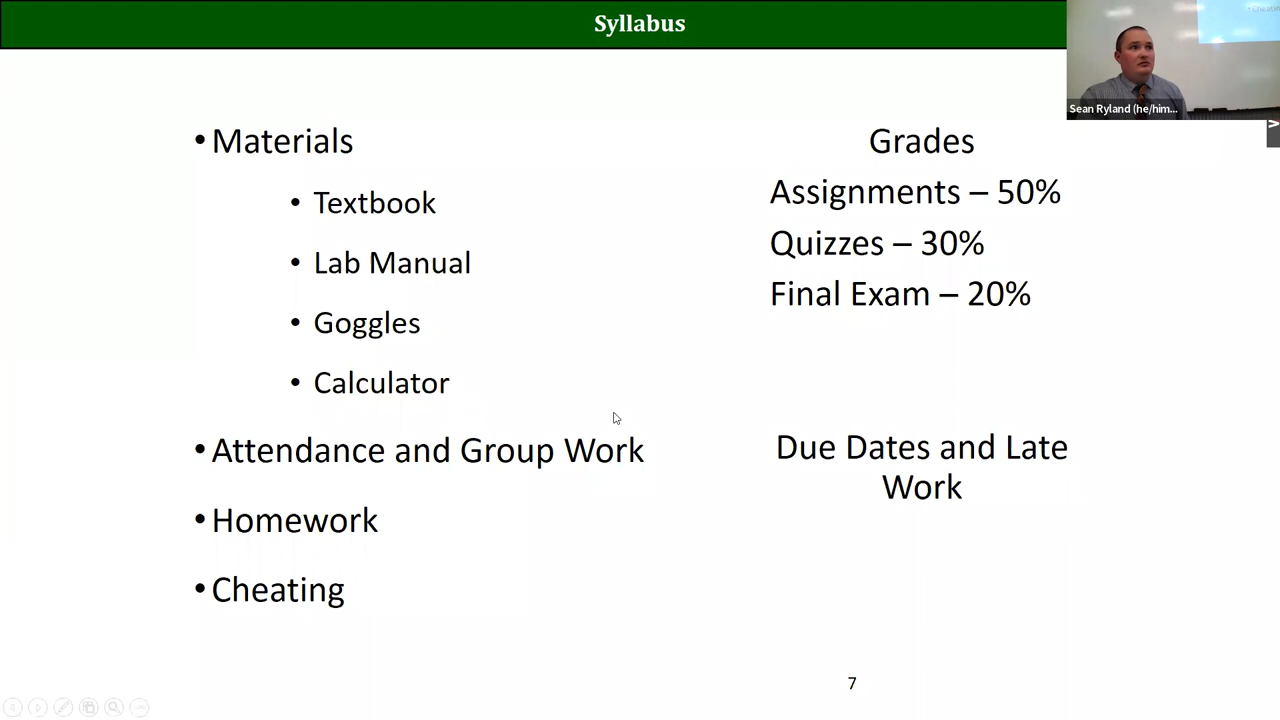 Syllabus
• Cheatin
Sean Ryland (he/him...
• Materials
• Textbook
• Lab Manual
• Goggles
• Calculator
• Attendance and Group Work
• Homework
• Cheating
Grades
Assignments – 50%
Quizzes – 30%
Final Exam – 20%
Due Dates and Late
Work
7